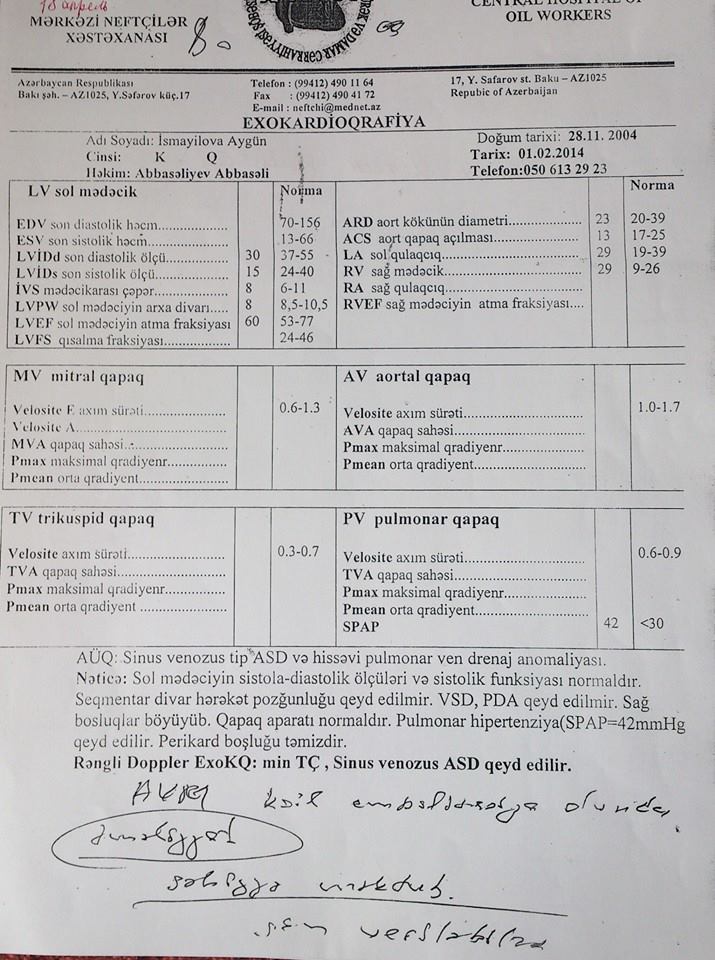 18 апрель
MƏRKƏZİ NEFTÇİLƏR
XƏSTƏXANASI
CENTRAL HOSPITAL OF
OIL WORKERS
Azərbaycan Respublikası
Bakı şəh. – AZ1025, Y.Səfərov küç.17
Telefon : (99412) 490 11 64
Fax : (99412) 490 41 72
E-mail : neftchi@mednet.az
17, Y. Safarov st. Baku – AZ1025
Republic of Azerbaijan
EXOKARDİOQRAFİYA
Adı Soyadı: İsmayilova Aygün
Doğum tarixi: 28.11. 2004
Cinsi: K Q
Tarix: 01.02.2014
Həkim: Abbasəliyev Abbasəli
Telefon:050 613 29 23
LV sol mədəcik Norma
EDV son diastolik həcm.................. 70-156
ESV son sistolik həcm.................... 13-66
LVİDd son diastolik ölçü................ 30 37-55
LVİDs son sistolik ölçü.................. 15 24-40
İVS mədəcikarası çəpər.................. 8 6-11
LVPW sol mədəciyin arxa divarı..... 8 8,5-10,5
LVEF sol mədəciyin atma fraksiyası 60 53-77
LVFS qısalma fraksiyası................. 24-46
Norma
ARD aort kökünün diametri.................. 23 20-39
ACS aort qapaq açılması..................... 13 17-25
LA sol qulaqcıq.................................. 29 19-39
RV sağ mədəcik.................................. 29 9-26
RA sağ qulaqcıq..................................
RVEF sağ mədəciyin atma fraksiyası....
MV mitral qapaq
Velosite E axım sürəti..................... 0.6-1.3
Velosite A.......................................
MVA qapaq sahəsi..........................
Pmax maksimal qradiyenr...............
Pmean orta qradiyent......................
AV aortal qapaq
Velosite axım sürəti............................ 1.0-1.7
AVA qapaq sahəsi..............................
Pmax maksimal qradiyenr..................
Pmean orta qradiyent.........................
TV trikuspid qapaq
Velosite axım sürəti........................ 0.3-0.7
TVA qapaq sahəsi...........................
Pmax maksimal qradiyenr...............
Pmean orta qradiyent .....................
PV pulmonar qapaq
Velosite axım sürəti............................ 0.6-0.9
TVA qapaq sahəsi..............................
Pmax maksimal qradiyenr..................
Pmean orta qradiyent.........................
SPAP 42 <30
AÜQ: Sinus venozus tip ASD və hissəvi pulmonar ven drenaj anomaliyası.
Nəticə: Sol mədəciyin sistola-diastolik ölçüləri və sistolik funksiyası normaldır.
Seqmentar divar hərəkət pozğunluğu qeyd edilmir. VSD, PDA qeyd edilmir. Sağ
bosluqlar böyüyüb. Qapaq aparatı normaldır. Pulmonar hipertenziya(SPAP=42mmHg
qeyd edilir. Perikard boşluğu təmizdir.
Rəngli Doppler ExoKQ: min TÇ , Sinus venozus ASD qeyd edilir.
əməliyyat
səhiyyə məktub.